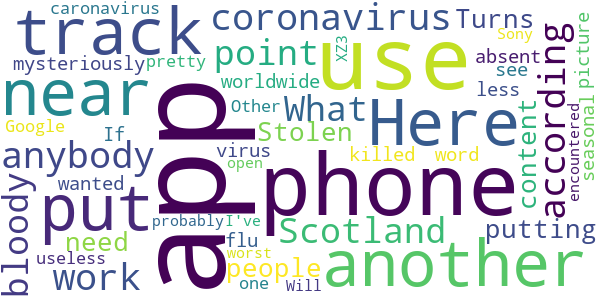 caronavirus
track
coronavirus
Turns
mysteriously
pretty
point
worldwide
XZ3
Sony
absent
picture
near
app
use
Other
What
see
less
Google
If
Stolen
according
content
seasonal
encountered
anybody
virus
Here
killed
word
wanted
open
phone
bloody
put
probably
I've
Scotland
putting
need
flu
useless
worst
another
work
people
one
Will